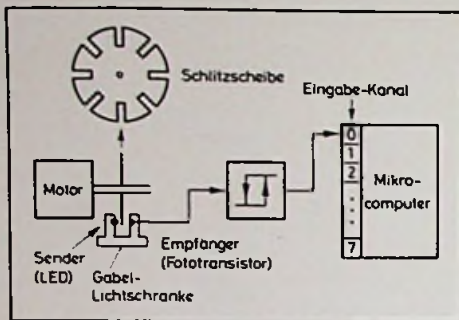 Schlitzscheibe
Eingabe-Kanal
0
1
2
7
Mikro-
computer
Motor
Sender
(LED)
Gabel-
Lichtschranke
Empfänger
(Fototransistor)